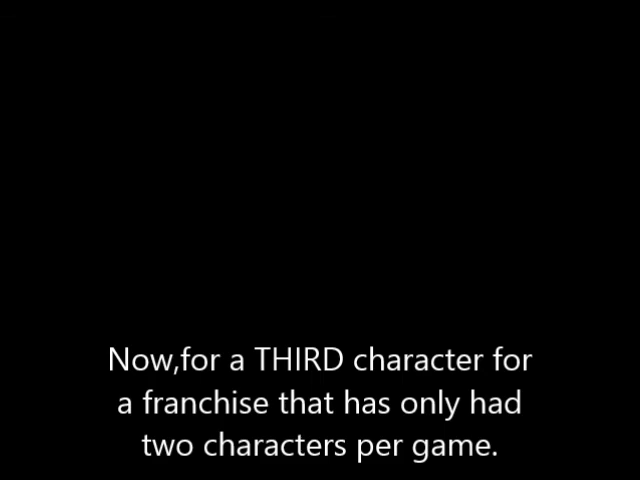 Now,for a THIRD character for
a franchise that has only had
two characters per game.